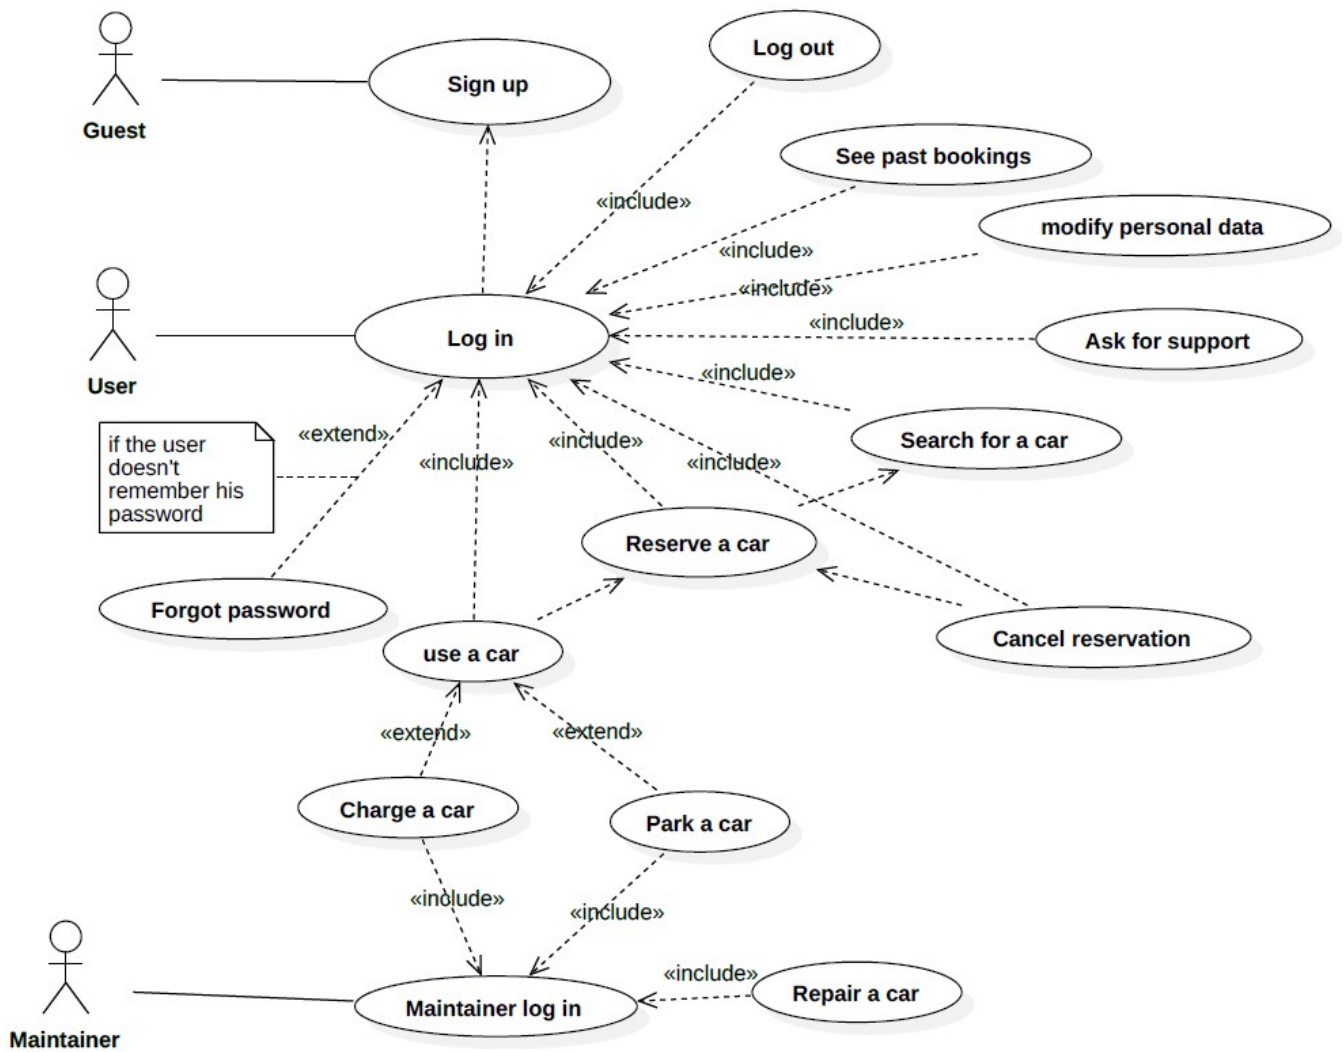 Log out
Sign up
Guest
See past bookings
«include»
modify personal data
«include»
«include»
«include»
User
Log in
Ask for support
«include»
if the user
doesn't
remember his
password
«extend»
«include»
«include»
«include»
Search for a car
Reserve a car
Forgot password
use a car
Cancel reservation
«extend»
«extend»
Charge a car
Park a car
«include»
«include»
«include»
Maintainer
Maintainer log in
Repair a car